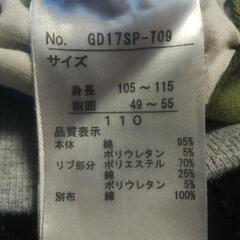 No. GD17SP-T09
サイズ
身長 105～115
胴囲 49～55
110
品質表示
本体 綿 95%
ポリウレタン 5%
リブ部分 ポリエステル 70%
綿 25%
ポリウレタン 5%
別布 綿 100%